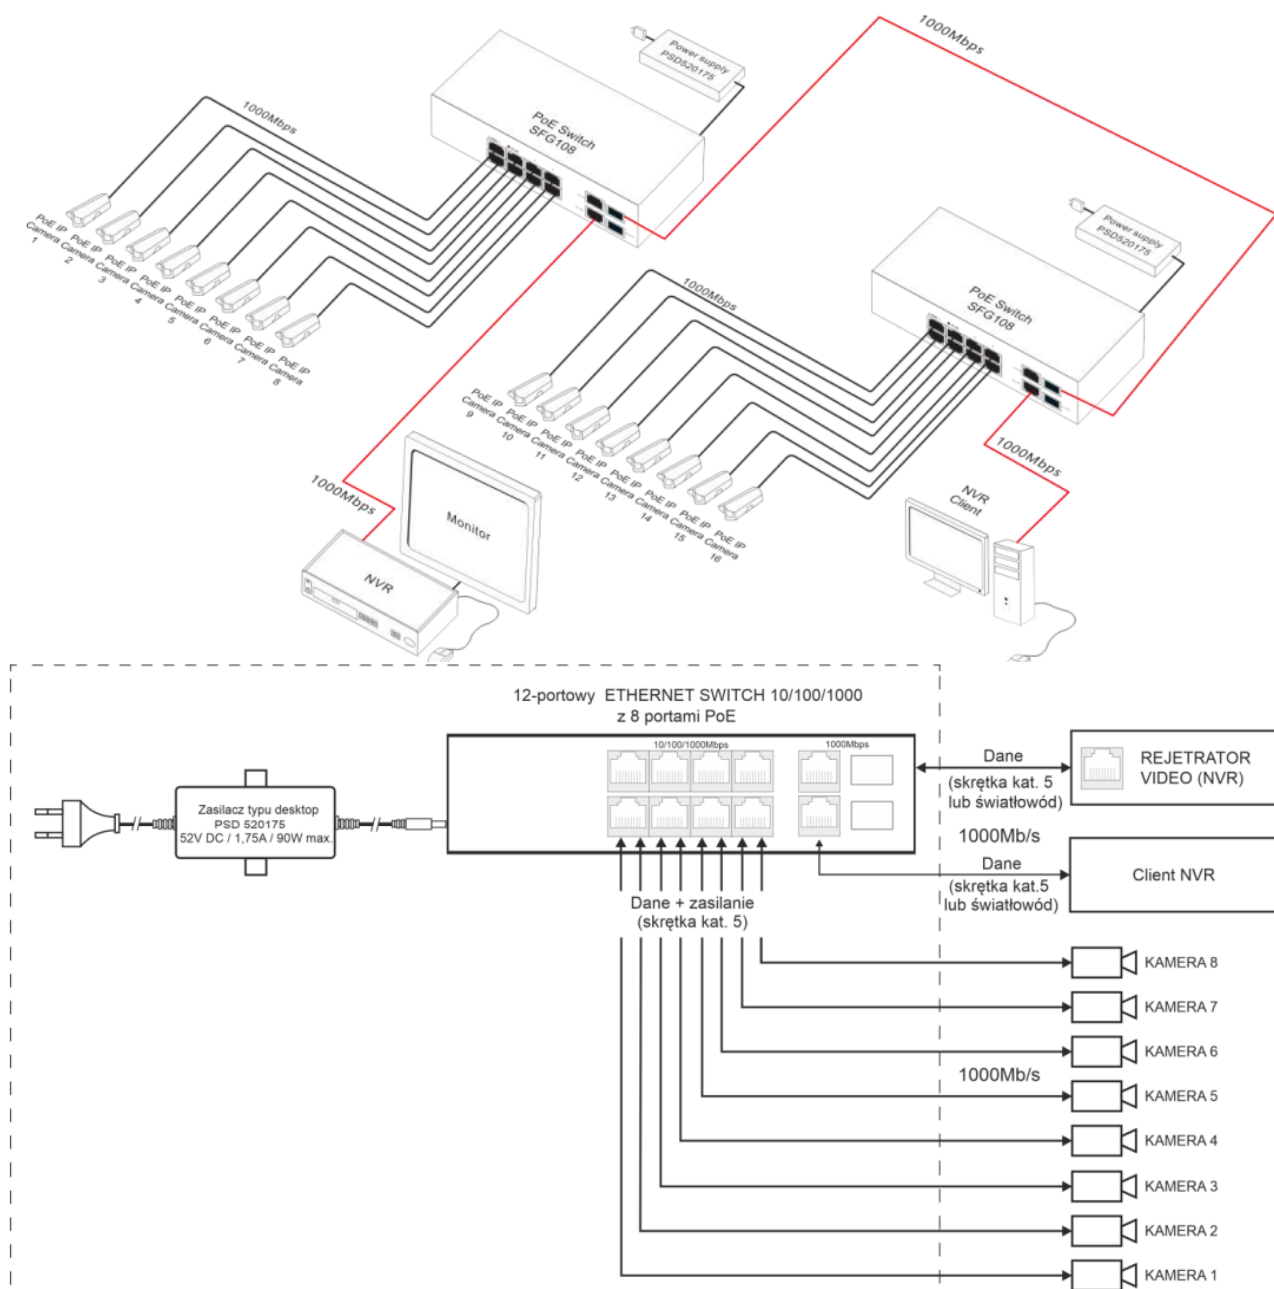 1000Mbps
Power supply
PSD520175
1000Mbps
PoE Switch
SFG108
Power supply
PSD520175
PoE IP
Camera
1
PoE IP
Camera
2
PoE IP
Camera
3
PoE IP
Camera
4
PoE IP
Camera
5
PoE IP
Camera
6
PoE IP
Camera
7
PoE IP
Camera
8
1000Mbps
PoE Switch
SFG108
PoE IP
Camera
9
PoE IP
Camera
10
PoE IP
Camera
11
PoE IP
Camera
12
PoE IP
Camera
13
PoE IP
Camera
14
PoE IP
Camera
15
PoE IP
Camera
16
1000Mbps
1000Mbps
Monitor
NVR
NVR
Client
12-portowy ETHERNET SWITCH 10/100/1000
z 8 portami PoE
10/100/1000Mbps
1000Mbps
Zasilacz typu desktop
PSD 520175
52V DC / 1,75A / 90W max.
Dane
(skrętka kat. 5
lub światłowód)
REJETRATOR
VIDEO (NVR)
1000Mb/s
Dane
(skrętka kat.5
lub światłowód)
Client NVR
Dane + zasilanie
(skrętka kat. 5)
KAMERA 8
KAMERA 7
KAMERA 6
1000Mb/s
KAMERA 5
KAMERA 4
KAMERA 3
KAMERA 2
KAMERA 1